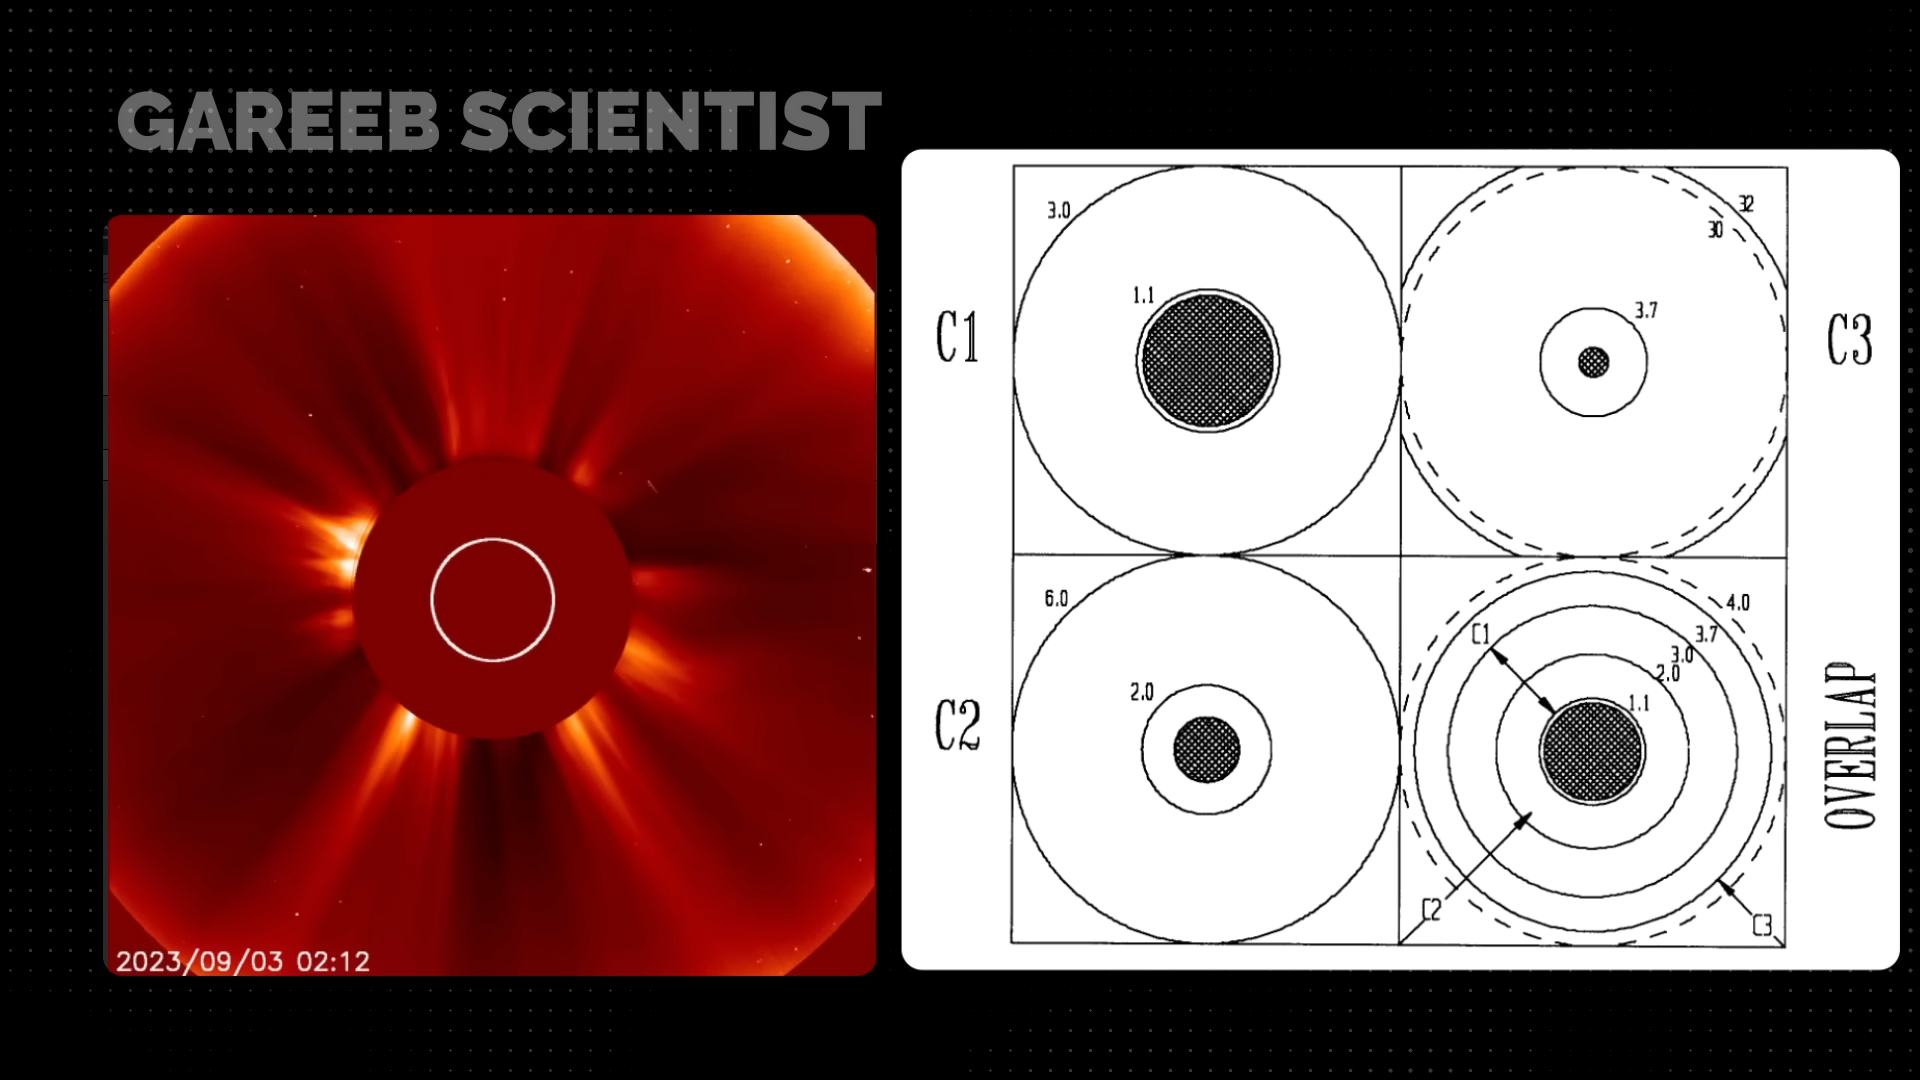 GAREEB SCIENTIST
2023/09/03 02:12
C1
3.0
1.1
32
30
3.7
C3
C2
6.0
2.0
4.0
3.7
3.0
2.0
1.1
C1
C2
C3
OVERLAP